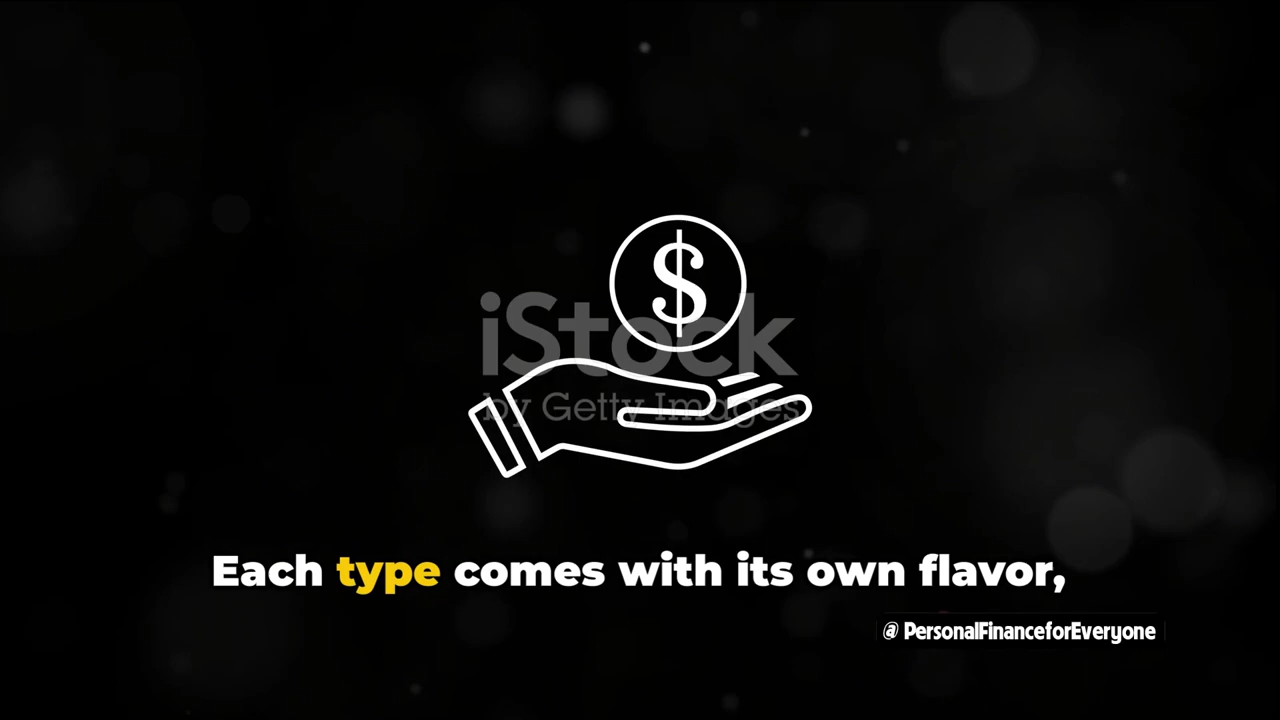 $
iStock
by Getty Images
Each type comes with its own flavor,
@ PersonalFinanceforEveryone